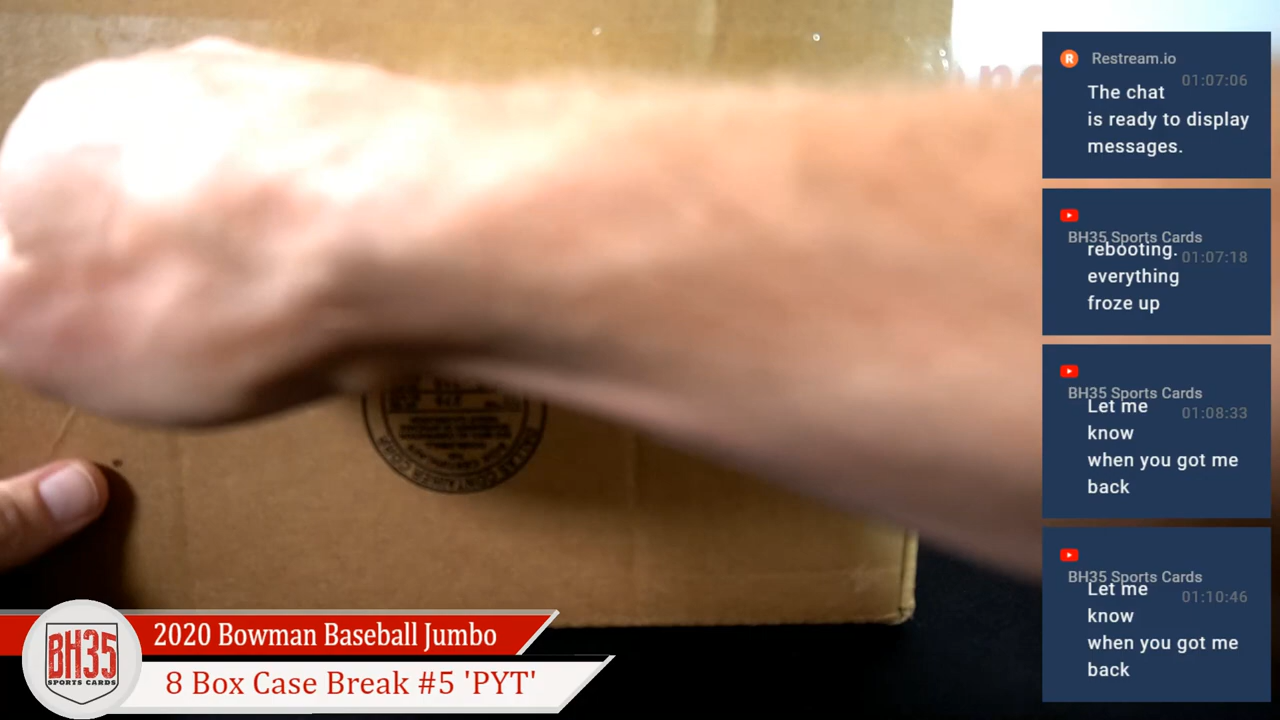 Restream.io
01:07:06
The chat
is ready to display
messages.
BH35 Sports Cards
rebooting.
01:07:18
everything
froze up
BH35 Sports Cards
Let me
01:08:33
know
when you got me
back
BH35 Sports Cards
Let me
01:10:46
know
when you got me
back
BH35
SPORTS CARDS
2020 Bowman Baseball Jumbo
8 Box Case Break #5 'PYT'